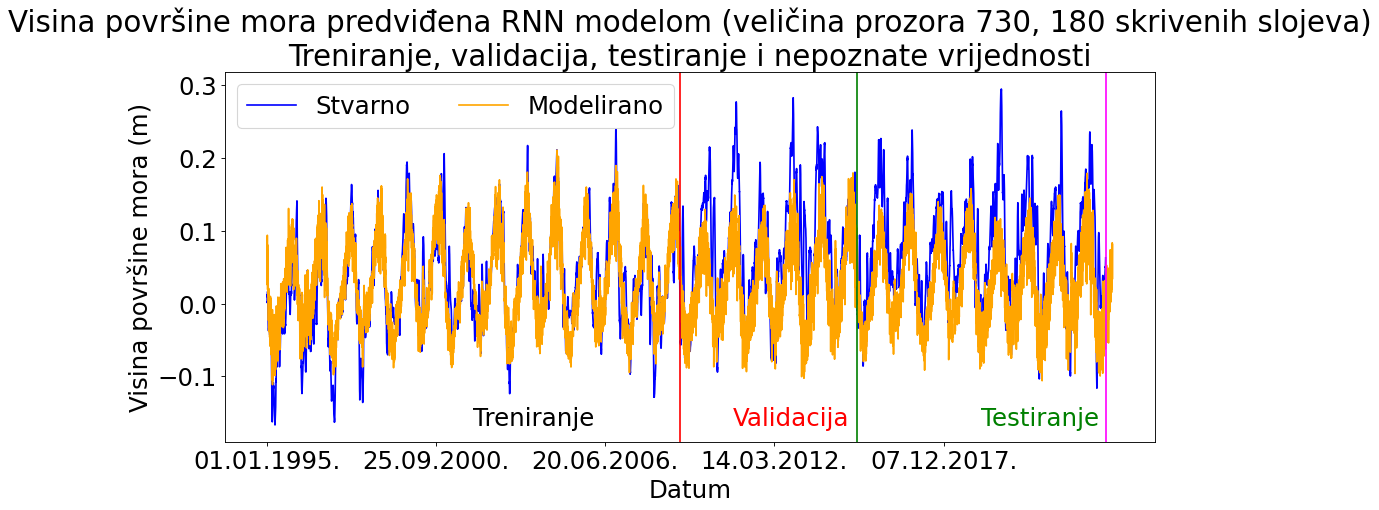 Visina površine mora predviđena RNN modelom (veličina prozora 730, 180 skrivenih slojeva)
Treniranje, validacija, testiranje i nepoznate vrijednosti
Stvarno Modelirano
Visina površine mora (m)
0.3
0.2
0.1
0.0
−0.1
Treniranje Validacija Testiranje
01.01.1995. 25.09.2000. 20.06.2006. 14.03.2012. 07.12.2017.
Datum